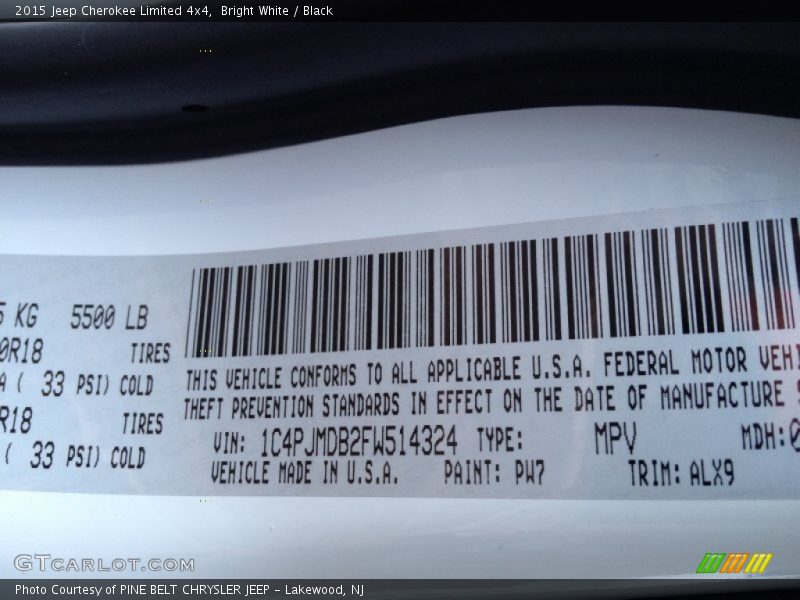 2015 Jeep Cherokee Limited 4x4, Bright White / Black
KG 5500 LB
0R18 TIRES
( 33 PSI) COLD
R18 TIRES
( 33 PSI) COLD
THIS VEHICLE CONFORMS TO ALL APPLICABLE U.S.A. FEDERAL MOTOR VEHI
THEFT PREVENTION STANDARDS IN EFFECT ON THE DATE OF MANUFACTURE
VIN: 1C4PJMDB2FW514324 TYPE: MPV MDH:0
VEHICLE MADE IN U.S.A. PAINT: PW7 TRIM: ALX9
GTCARLOT.COM
Photo Courtesy of PINE BELT CHRYSLER JEEP - Lakewood, NJ